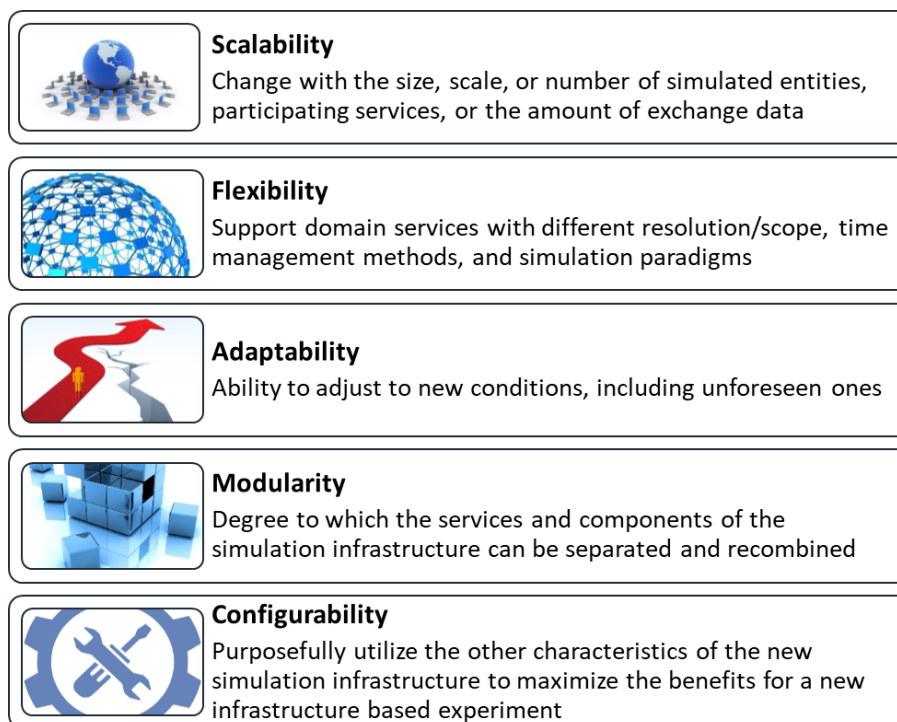 Scalability
Change with the size, scale, or number of simulated entities,
participating services, or the amount of exchange data
Flexibility
Support domain services with different resolution/scope, time
management methods, and simulation paradigms
Adaptability
Ability to adjust to new conditions, including unforeseen ones
Modularity
Degree to which the services and components of the
simulation infrastructure can be separated and recombined
Configurability
Purposefully utilize the other characteristics of the new
simulation infrastructure to maximize the benefits for a new
infrastructure based experiment